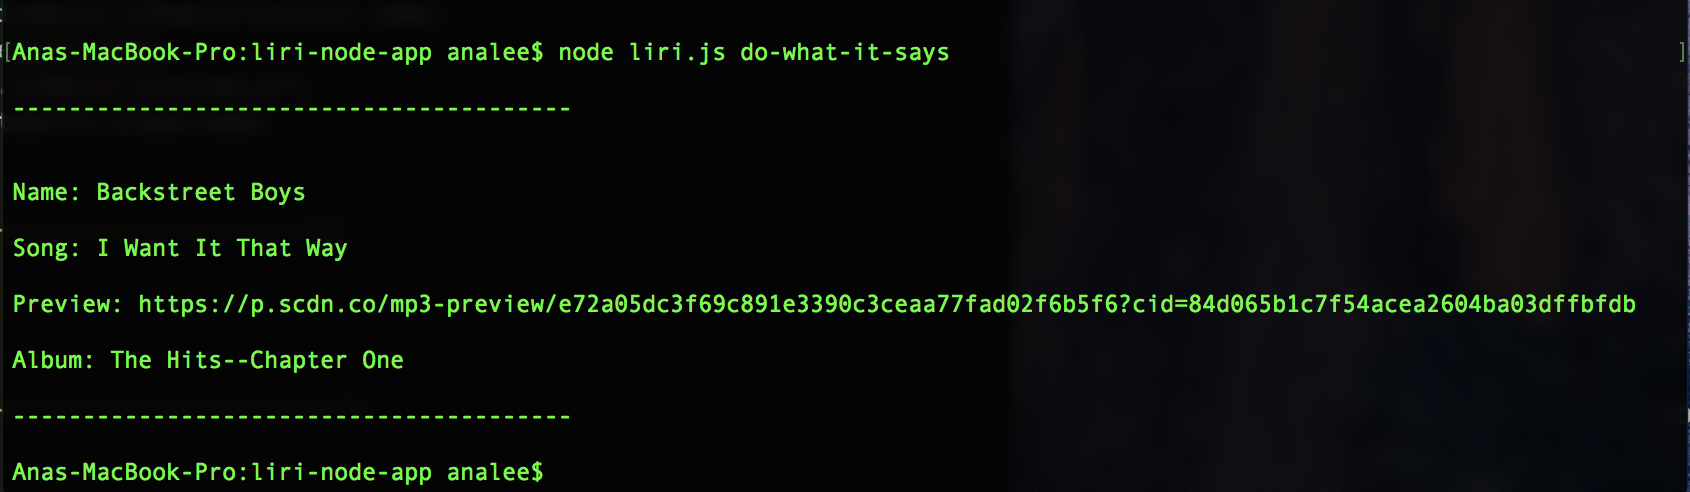 [Anas-MacBook-Pro:liri-node-app analee$ node liri.js do-what-it-says ]
----------------------------------------
Name: Backstreet Boys
Song: I Want It That Way
Preview: https://p.scdn.co/mp3-preview/e72a05dc3f69c891e3390c3ceaa77fad02f6b5f6?cid=84d065b1c7f54acea2604ba03dffbfdb
Album: The Hits--Chapter One
----------------------------------------
Anas-MacBook-Pro:liri-node-app analee$